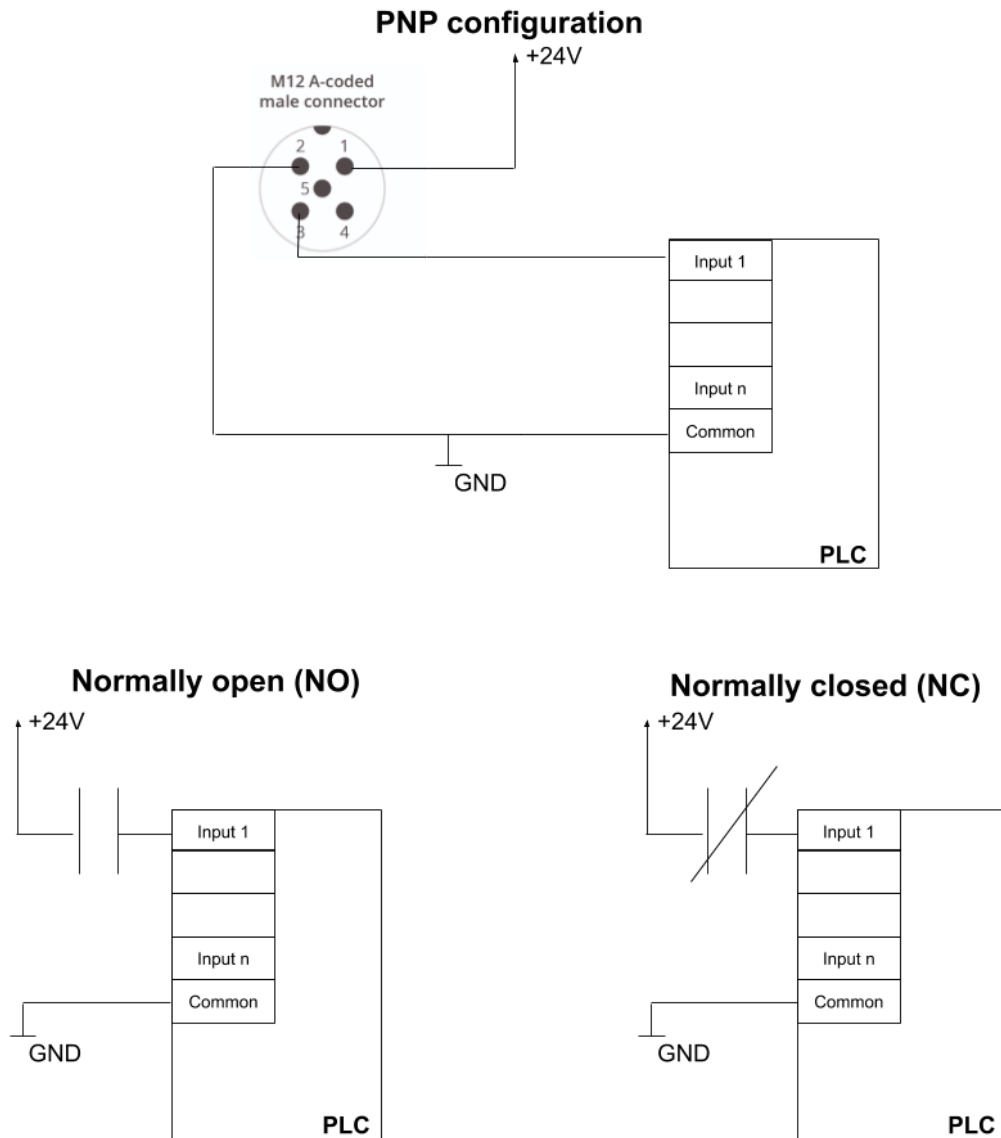 PNP configuration
+24V
M12 A-coded
male connector
2 1
5
3 4
Input 1
Input n
Common
GND
PLC
Normally open (NO)
Normally closed (NC)
+24V
+24V
Input 1
Input 1
Input n
Input n
Common
Common
GND
GND
PLC
PLC